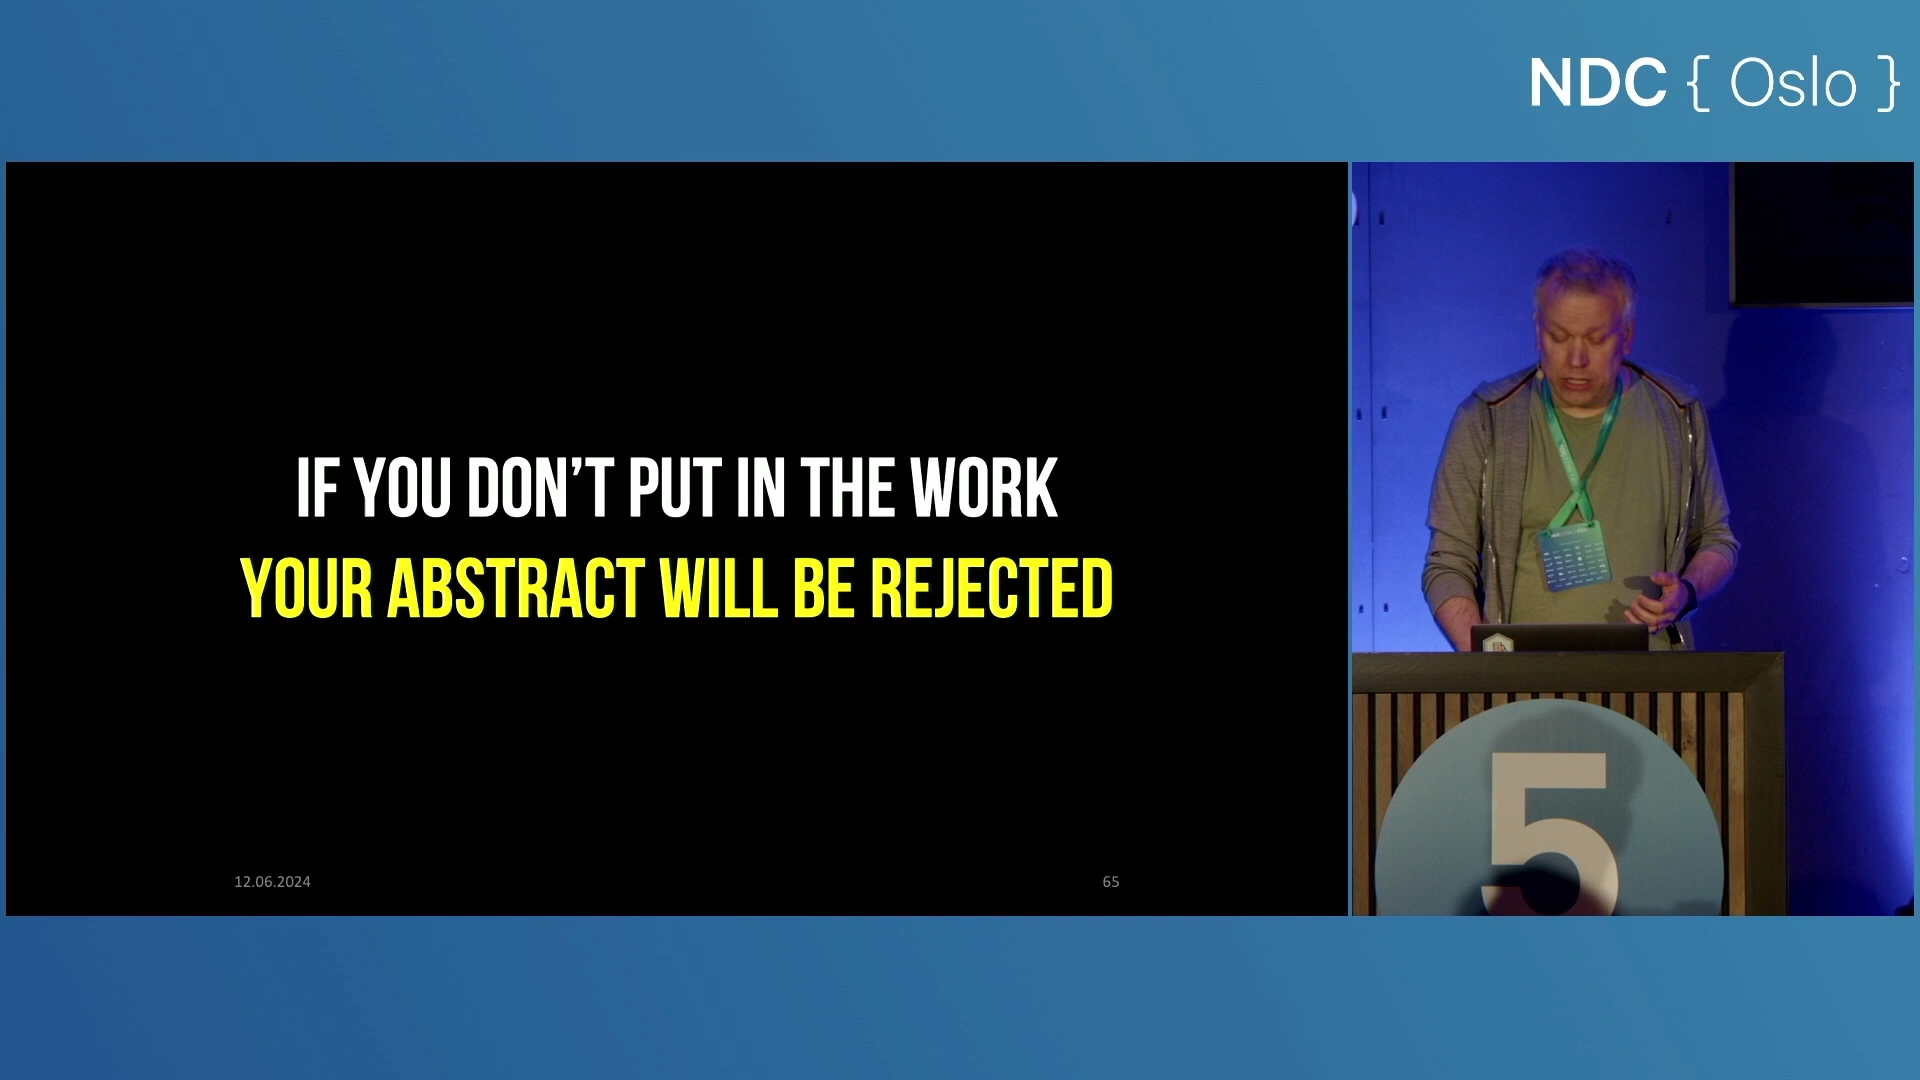 NDC { Oslo }
IF YOU DON’T PUT IN THE WORK
YOUR ABSTRACT WILL BE REJECTED
12.06.2024
65
5